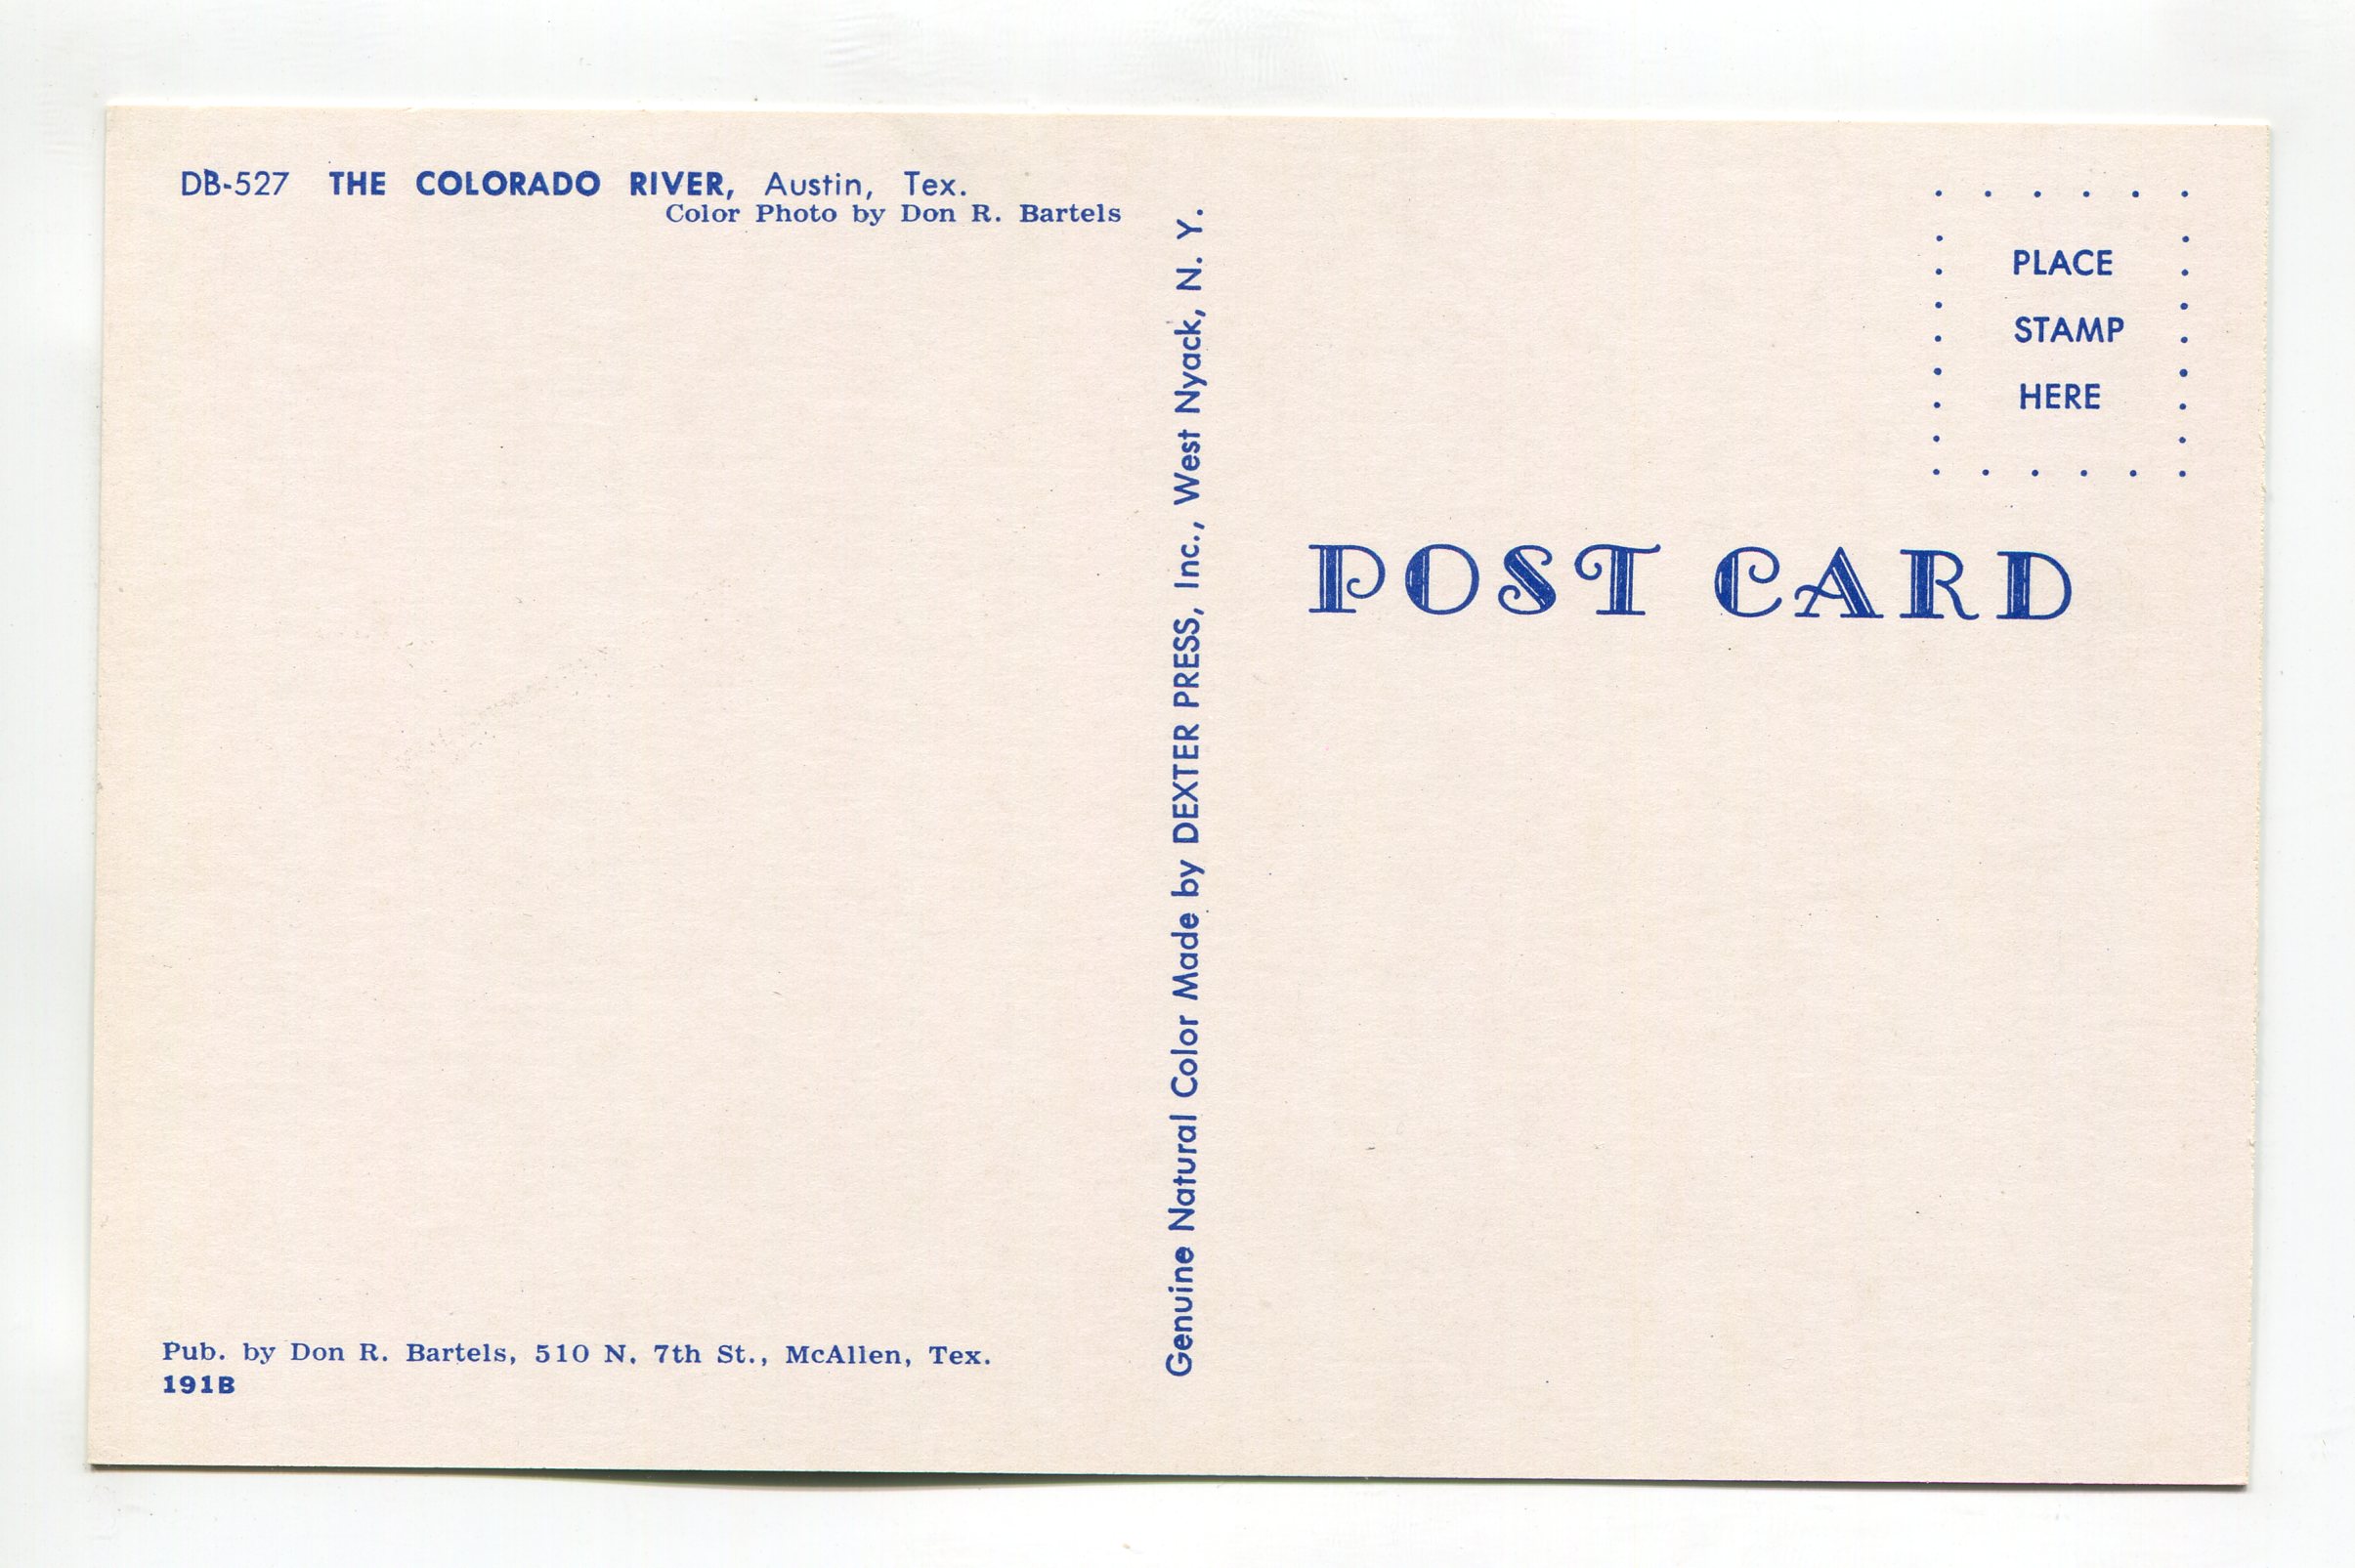 DB-527 THE COLORADO RIVER, Austin, Tex.
Color Photo by Don R. Bartels
Pub. by Don R. Bartels, 510 N. 7th St., McAllen, Tex.
191B
Genuine Natural Color Made by DEXTER PRESS, Inc., West Nyack, N. Y.
PLACE
STAMP
HERE
POST CARD